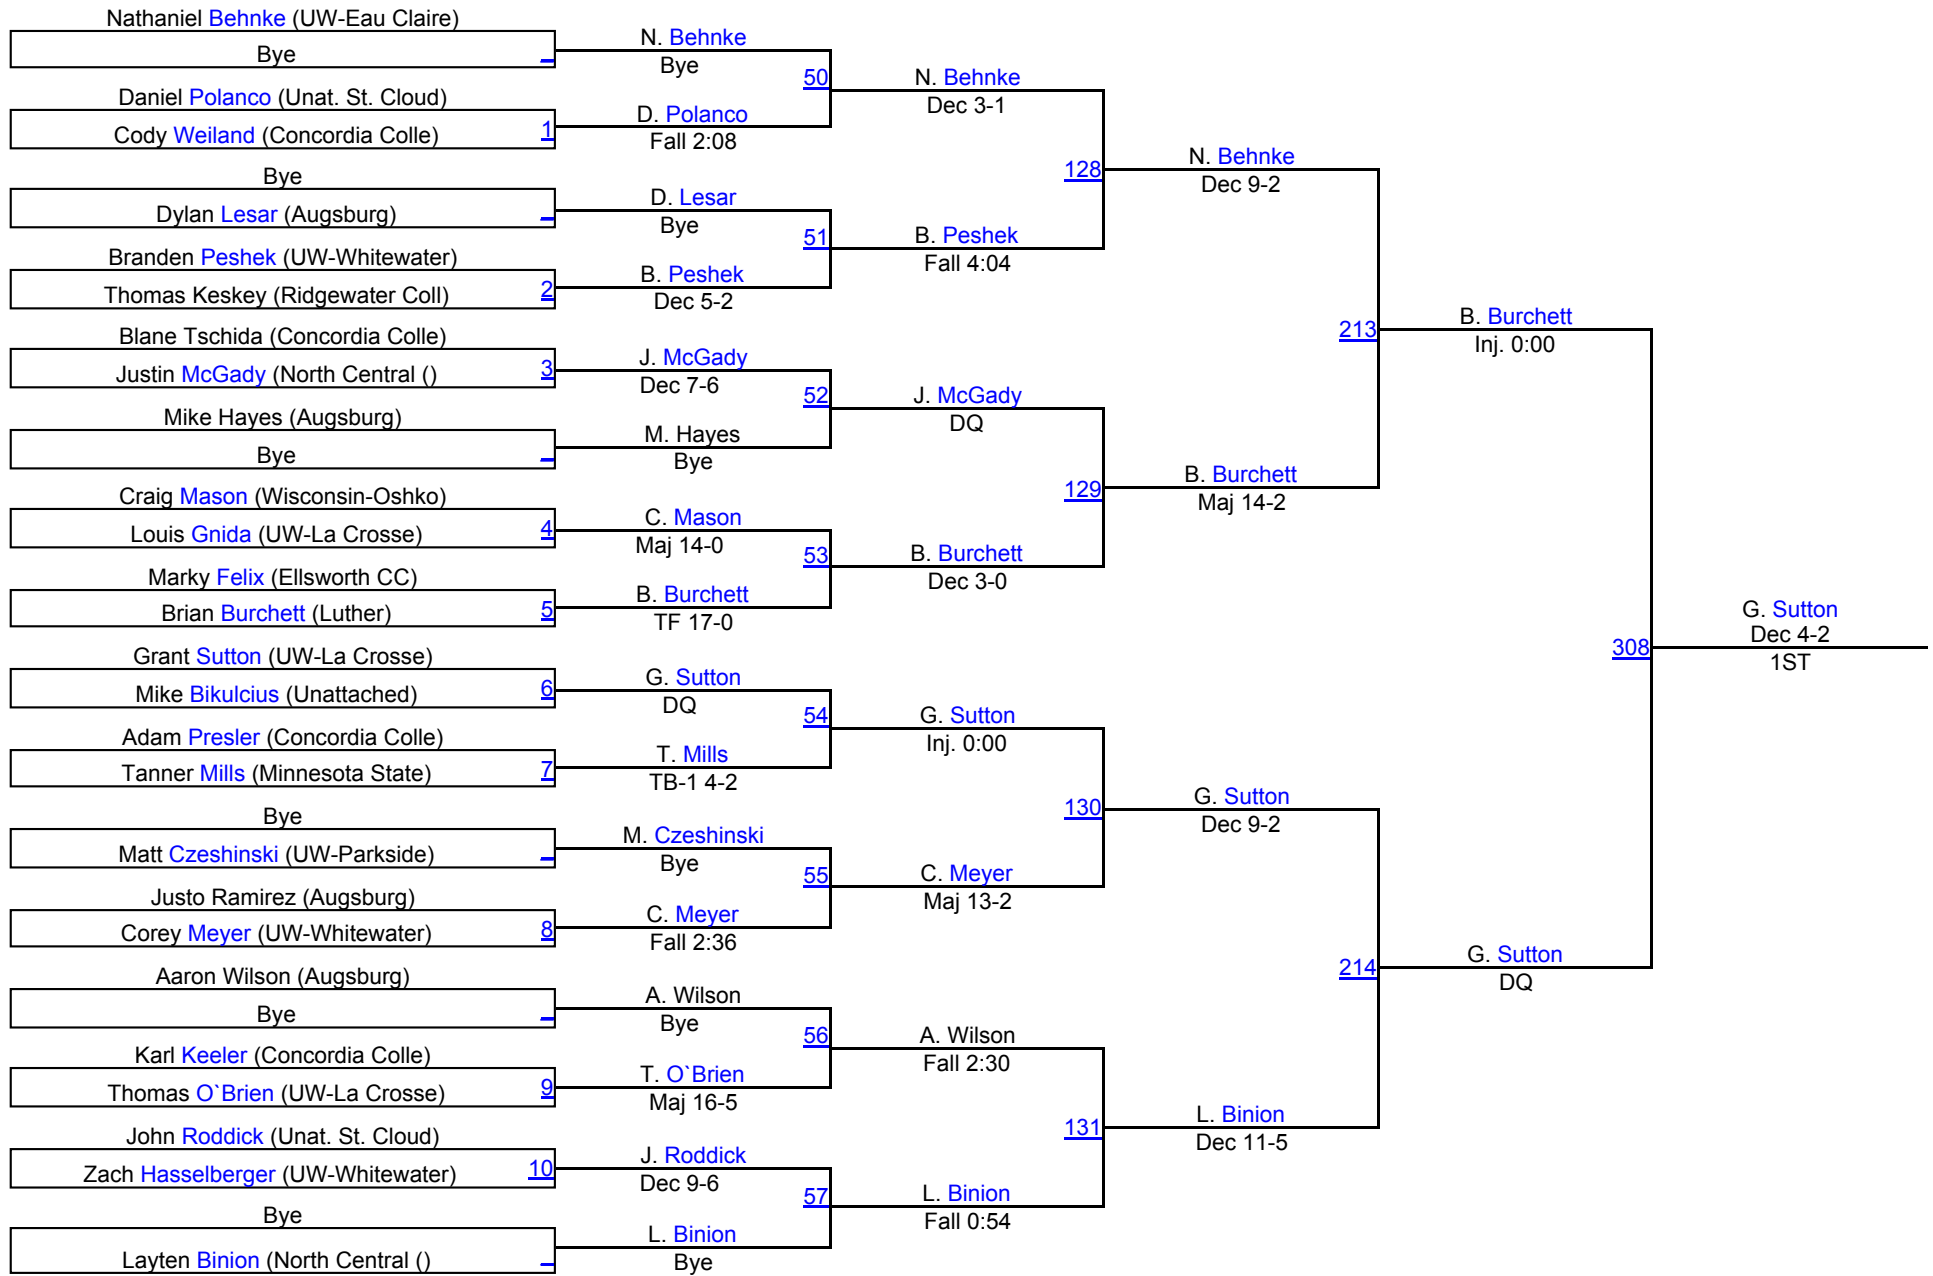 Nathaniel Behnke (UW-Eau Claire)
Bye
Daniel Polanco (Unat. St. Cloud)
Cody Weiland (Concordia Colle)
1
Bye
Dylan Lesar (Augsburg)
Branden Peshek (UW-Whitewater)
Thomas Keskey (Ridgewater Coll)
2
Blane Tschida (Concordia Colle)
Justin McGady (North Central ()
3
Mike Hayes (Augsburg)
Bye
Craig Mason (Wisconsin-Oshko)
Louis Gnida (UW-La Crosse)
4
Marky Felix (Ellsworth CC)
Brian Burchett (Luther)
5
Grant Sutton (UW-La Crosse)
Mike Bikulcius (Unattached)
6
Adam Presler (Concordia Colle)
Tanner Mills (Minnesota State)
7
Bye
Matt Czeshinski (UW-Parkside)
Justo Ramirez (Augsburg)
Corey Meyer (UW-Whitewater)
8
Aaron Wilson (Augsburg)
Bye
Karl Keeler (Concordia Colle)
Thomas O`Brien (UW-La Crosse)
9
John Roddick (Unat. St. Cloud)
Zach Hasselberger (UW-Whitewater)
10
Bye
Layten Binion (North Central ()
N. Behnke
Bye
50
D. Polanco
Fall 2:08
D. Lesar
Bye
51
B. Peshek
Dec 5-2
J. McGady
Dec 7-6
52
M. Hayes
Bye
C. Mason
Maj 14-0
53
B. Burchett
TF 17-0
G. Sutton
DQ
54
T. Mills
TB-1 4-2
M. Czeshinski
Bye
55
C. Meyer
Fall 2:36
A. Wilson
Bye
56
T. O`Brien
Maj 16-5
J. Roddick
Dec 9-6
57
L. Binion
Bye
N. Behnke
Dec 3-1
128
B. Peshek
Fall 4:04
J. McGady
DQ
129
B. Burchett
Dec 3-0
G. Sutton
Inj. 0:00
130
C. Meyer
Maj 13-2
A. Wilson
Fall 2:30
131
L. Binion
Fall 0:54
N. Behnke
Dec 9-2
213
B. Burchett
Maj 14-2
G. Sutton
Dec 9-2
214
L. Binion
Dec 11-5
B. Burchett
Inj. 0:00
308
G. Sutton
DQ
G. Sutton
Dec 4-2
1ST